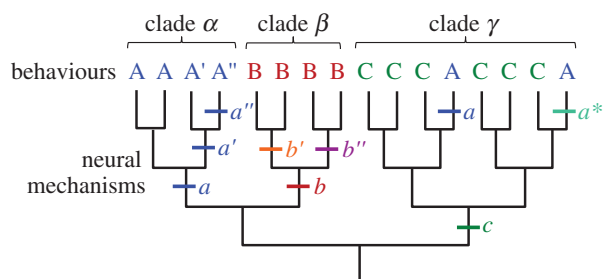 clade α clade β clade γ
behaviours A A A' A" B B B B C C C A C C C A
a" a a*
a' b' b"
neural
mechanisms a b
c